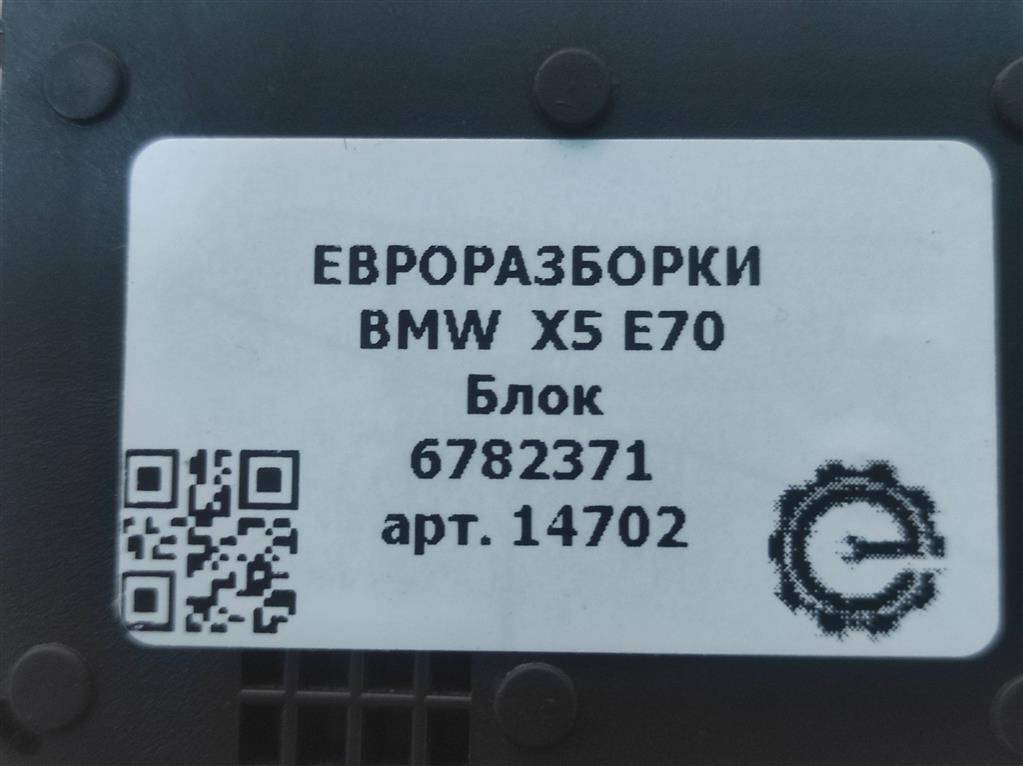 ЕВРОРАЗБОРКИ
BMW X5 E70
Блок
6782371
арт. 14702